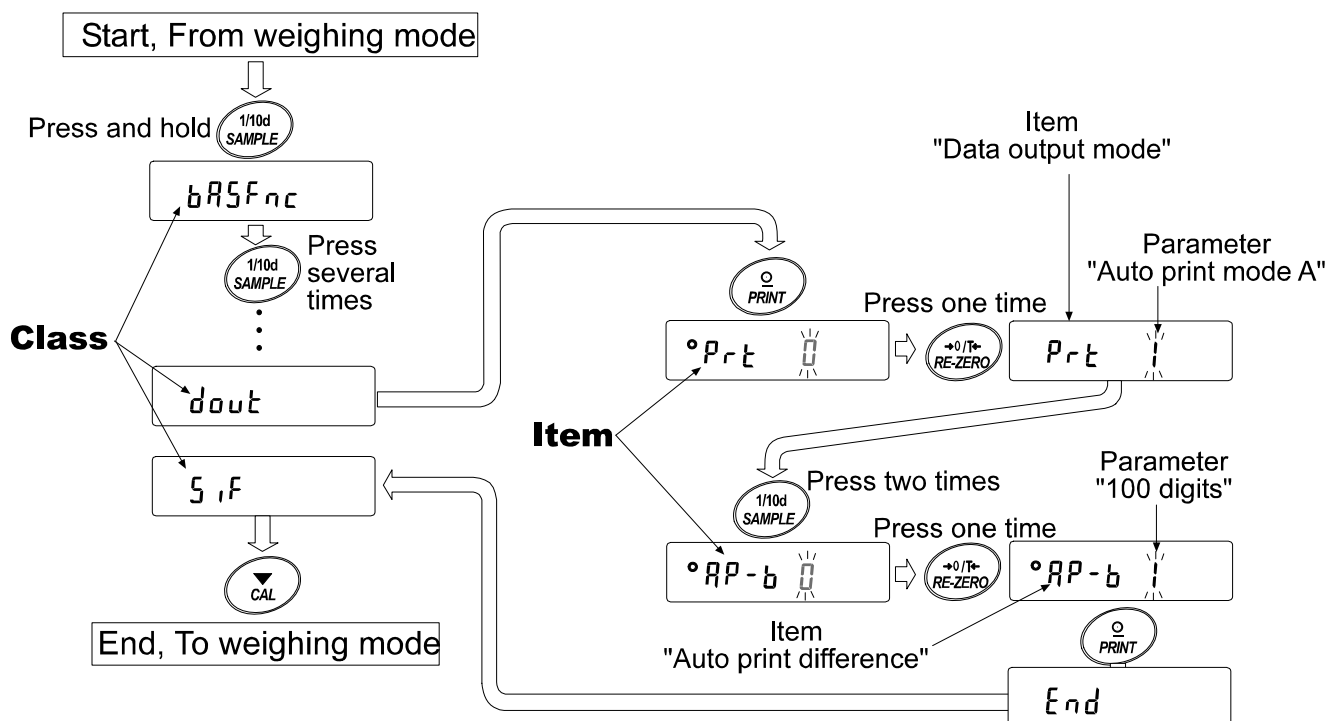 Start, From weighing mode
Press and hold
1/10d
SAMPLE
bASFnc
1/10d
SAMPLE
Press
several
times
Class
dout
SiF
CAL
End, To weighing mode
PRINT
Prt 0
Press one time
→0/T←
RE-ZERO
Item
"Data output mode"
Parameter
"Auto print mode A"
Prt 1
Item
1/10d
SAMPLE
Press two times
AP-b 0
Press one time
→0/T←
RE-ZERO
Parameter
"100 digits"
AP-b 1
Item
"Auto print difference"
PRINT
End